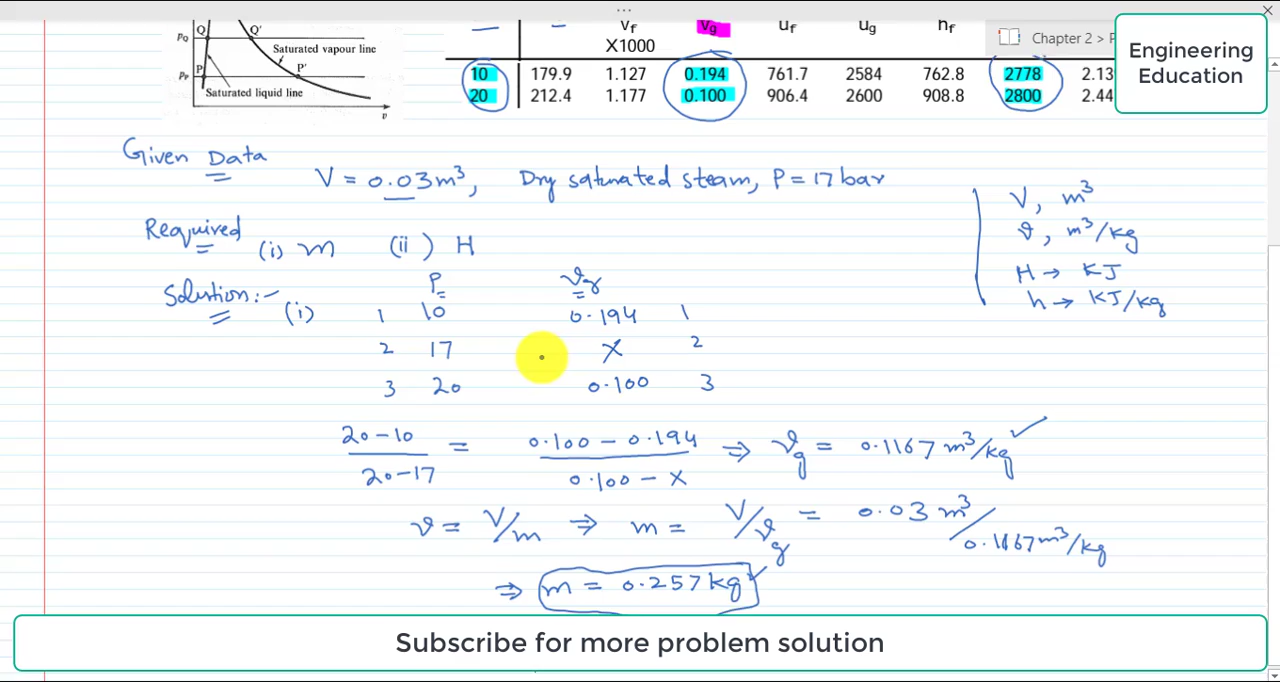 Vf Vg uf ug hf
X1000
Chapter 2 > P
Engineering
Education
10 179.9 1.127 0.194 761.7 2584 762.8 2778 2.13
20 212.4 1.177 0.100 906.4 2600 908.8 2800 2.44
PQ Q Q'
Saturated vapour line
PP P P'
Saturated liquid line
v
Given Data
V = 0.03 m³, Dry saturated steam, P = 17 bar
Required
(i) m (ii) H
V, m³
ϑ, m³/kg
H → KJ
h → KJ/kg
Solution :- (i) P ϑg
1 10 0.194 1
2 17 X 2
3 20 0.100 3
20-10 / 20-17 = 0.100 - 0.194 / 0.100 - X ⇒ ϑg = 0.1167 m³/kg ✓
ϑ = V/m ⇒ m = V/ϑg = 0.03 m³ / 0.1167 m³/kg
⇒ m = 0.257 kg
Subscribe for more problem solution